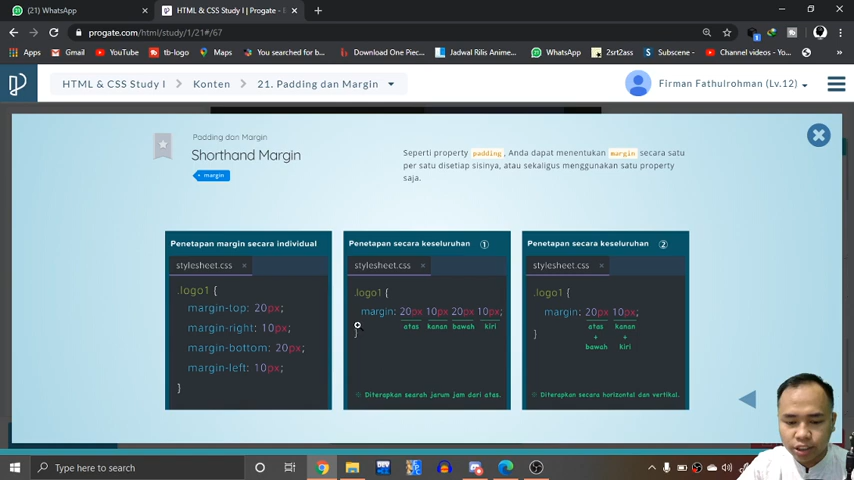 (21) WhatsApp
HTML & CSS Study I | Progate - I
progate.com/html/study/1/21#/67
Apps
Gmail
YouTube
tb-logo
Maps
You searched for b...
Download One Piec...
Jadwal Rilis Anime...
WhatsApp
2srt2ass
Subscene -
Channel videos - Yo...
HTML & CSS Study I
Konten
21. Padding dan Margin
Firman Fathulrohman (Lv.12)
Padding dan Margin
Shorthand Margin
margin
Seperti property padding, Anda dapat menentukan margin secara satu
per satu disetiap sisinya, atau sekaligus menggunakan satu property
saja.
Penetapan margin secara individual
stylesheet.css ×
.logo1 {
margin-top: 20px;
margin-right: 10px;
margin-bottom: 20px;
margin-left: 10px;
}
Penetapan secara keseluruhan ①
stylesheet.css ×
.logo1 {
margin: 20px 10px 20px 10px;
atas kanan bawah kiri
}
Diterapkan searah jarum jam dari atas.
Penetapan secara keseluruhan ②
stylesheet.css ×
.logo1 {
margin: 20px 10px;
atas kanan
}
+ +
bawah kiri
Diterapkan secara horizontal dan vertikal.
Type here to search